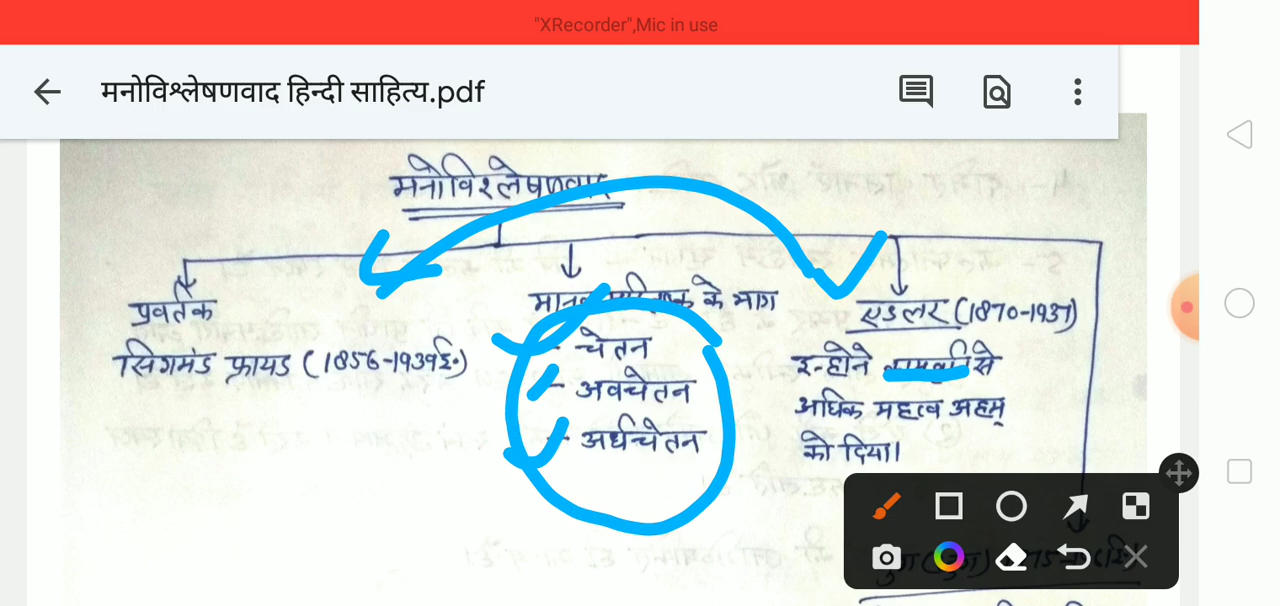 "XRecorder",Mic in use
मनोविश्लेषणवाद हिन्दी साहित्य.pdf
मनोविश्लेषणवाद
प्रवर्तक
सिगमंड फ्रायड (1856-1939ई॰)
के भाग
- चेतन
- अवचेतन
- अर्धचेतन
एडलर (1870-1937)
इन्होने से
अधिक महत्व अहम्
को दिया।